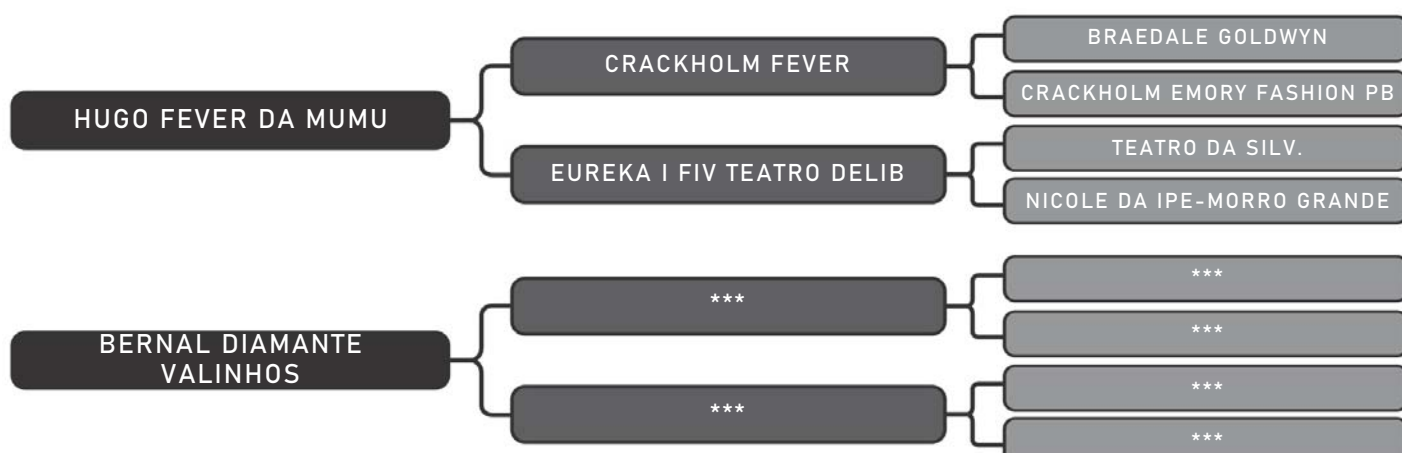 BRAEDALE GOLDWYN
CRACKHOLM FEVER
CRACKHOLM EMORY FASHION PB
HUGO FEVER DA MUMU
TEATRO DA SILV.
EUREKA I FIV TEATRO DELIB
NICOLE DA IPE-MORRO GRANDE
***
***
***
BERNAL DIAMANTE
VALINHOS
***
***
***